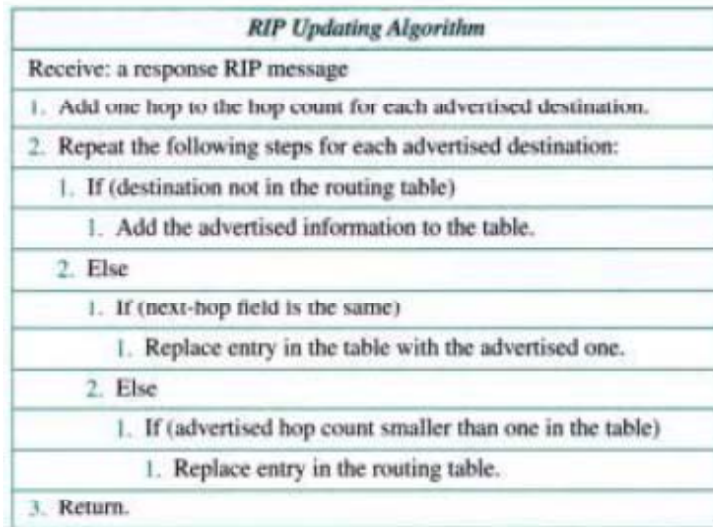 RIP Updating Algorithm
Receive: a response RIP message
1. Add one hop to the hop count for each advertised destination.
2. Repeat the following steps for each advertised destination:
1. If (destination not in the routing table)
1. Add the advertised information to the table.
2. Else
1. If (next-hop field is the same)
1. Replace entry in the table with the advertised one.
2. Else
1. If (advertised hop count smaller than one in the table)
1. Replace entry in the routing table.
3. Return.